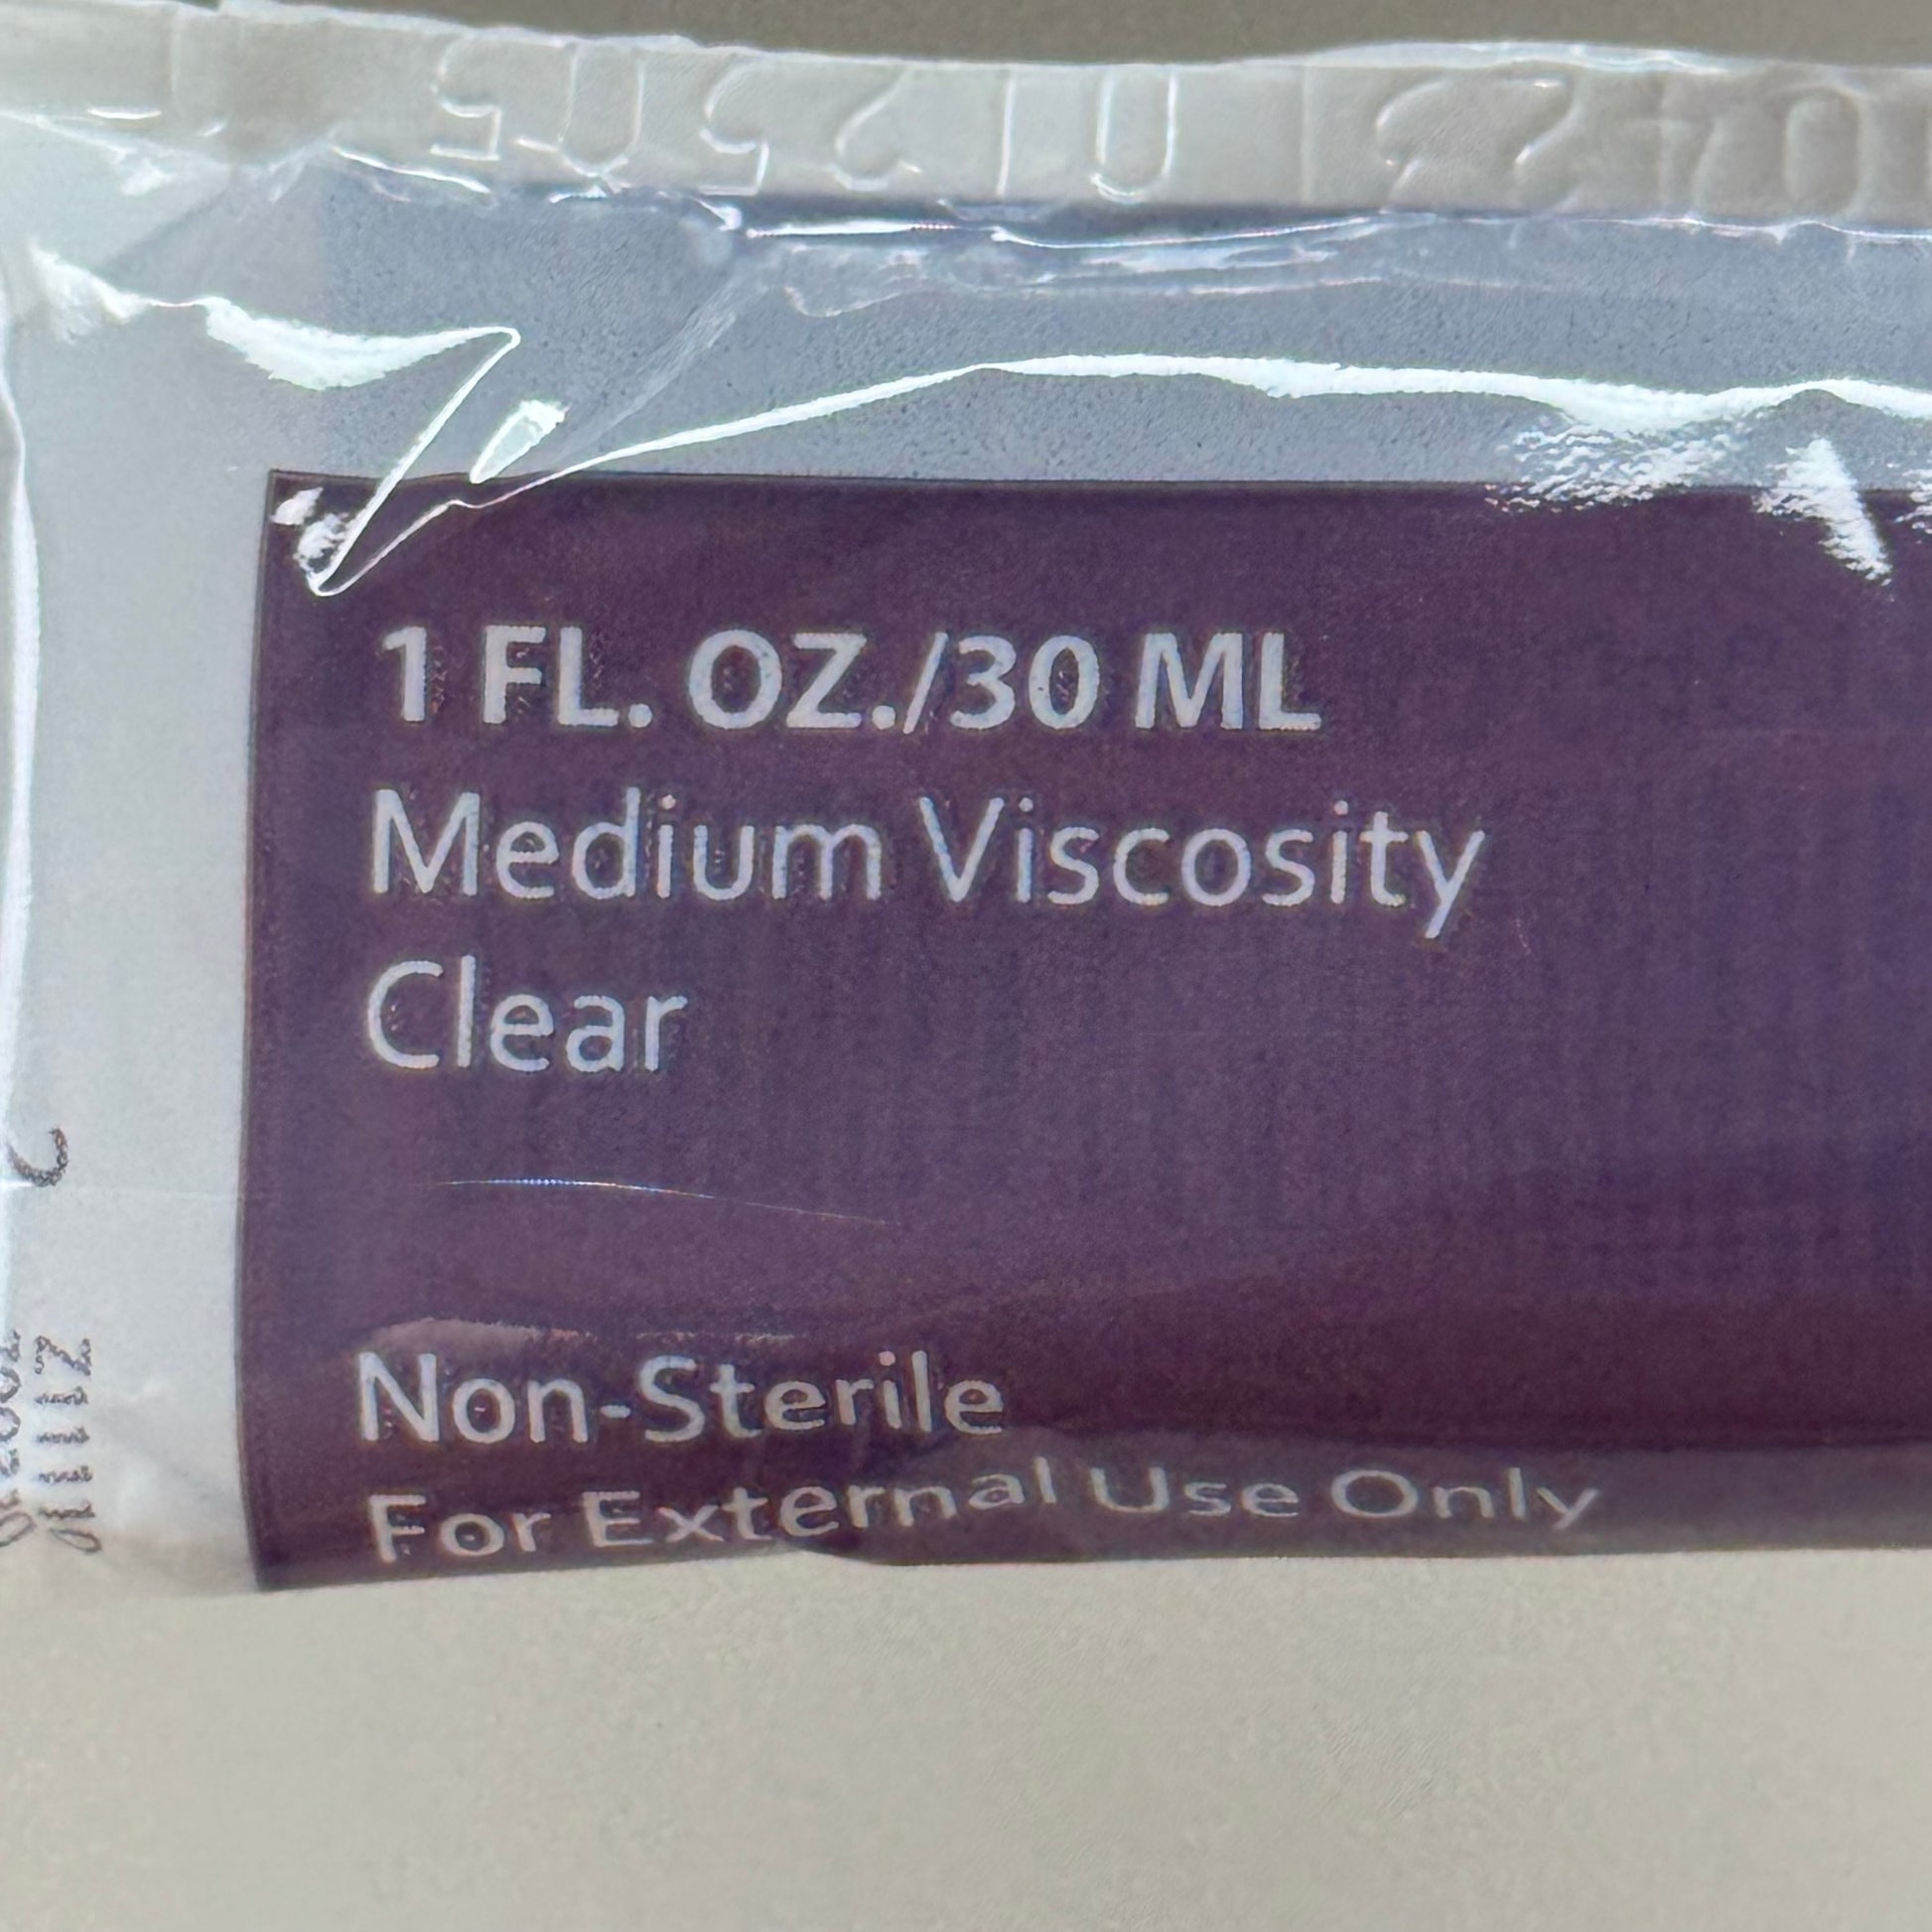 1 FL. OZ./30 ML
Medium Viscosity
Clear
Non-Sterile
For External Use Only